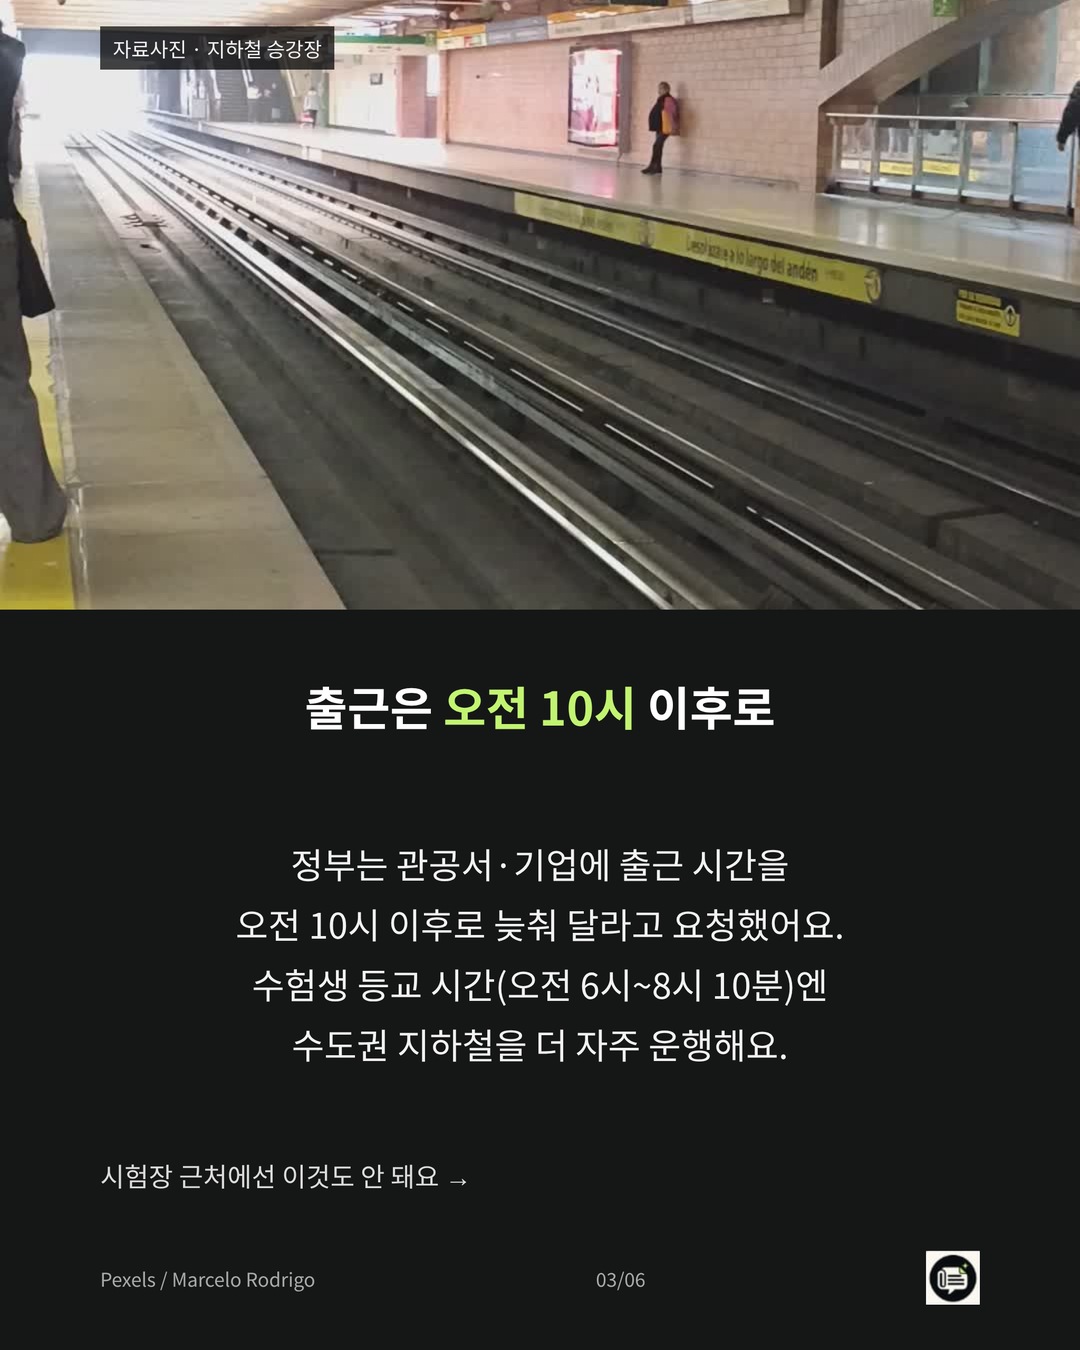 자료사진 · 지하철 승강장
a lo largo del andén
출근은 오전 10시 이후로
정부는 관공서·기업에 출근 시간을
오전 10시 이후로 늦춰 달라고 요청했어요.
수험생 등교 시간(오전 6시~8시 10분)엔
수도권 지하철을 더 자주 운행해요.
시험장 근처에선 이것도 안 돼요 →
Pexels / Marcelo Rodrigo
03/06